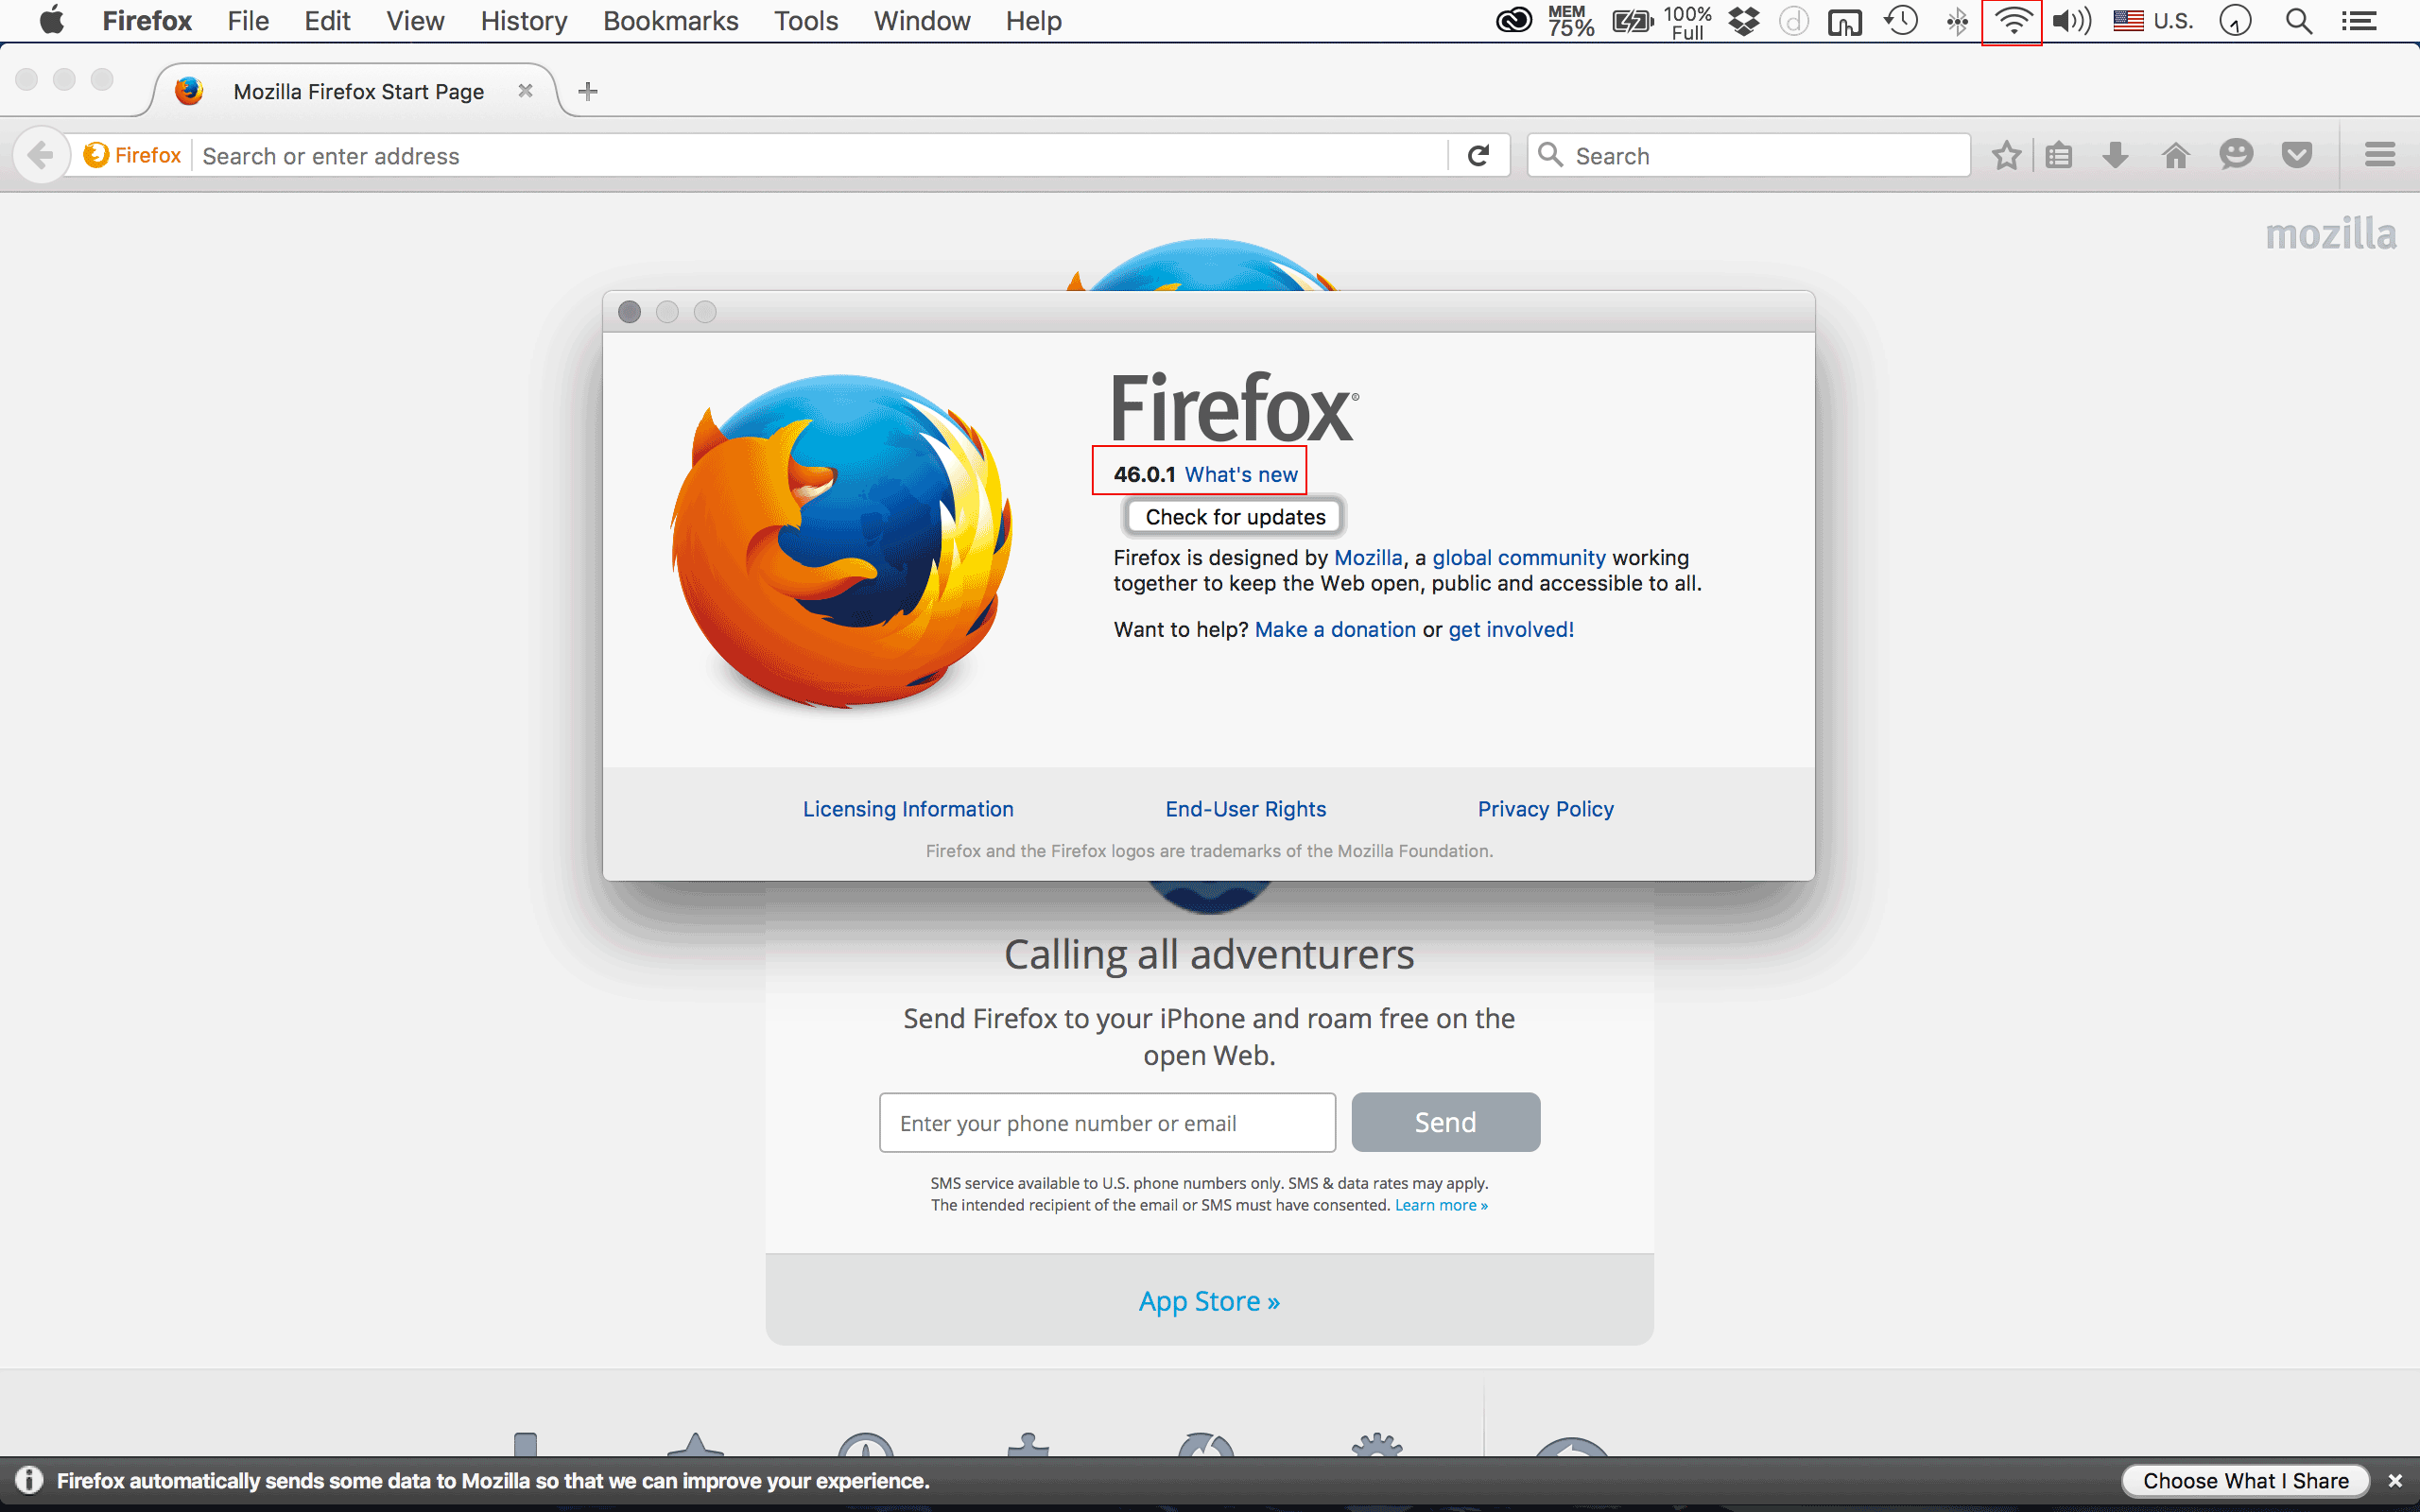 Firefox File Edit View History Bookmarks Tools Window Help MEM 75% 100% Full d U.S.
Mozilla Firefox Start Page
Firefox Search or enter address Search
mozilla
Firefox®
46.0.1 What's new
Check for updates
Firefox is designed by Mozilla, a global community working
together to keep the Web open, public and accessible to all.
Want to help? Make a donation or get involved!
Licensing Information End-User Rights Privacy Policy
Firefox and the Firefox logos are trademarks of the Mozilla Foundation.
Calling all adventurers
Send Firefox to your iPhone and roam free on the
open Web.
Enter your phone number or email Send
SMS service available to U.S. phone numbers only. SMS & data rates may apply.
The intended recipient of the email or SMS must have consented. Learn more »
App Store »
Firefox automatically sends some data to Mozilla so that we can improve your experience. Choose What I Share